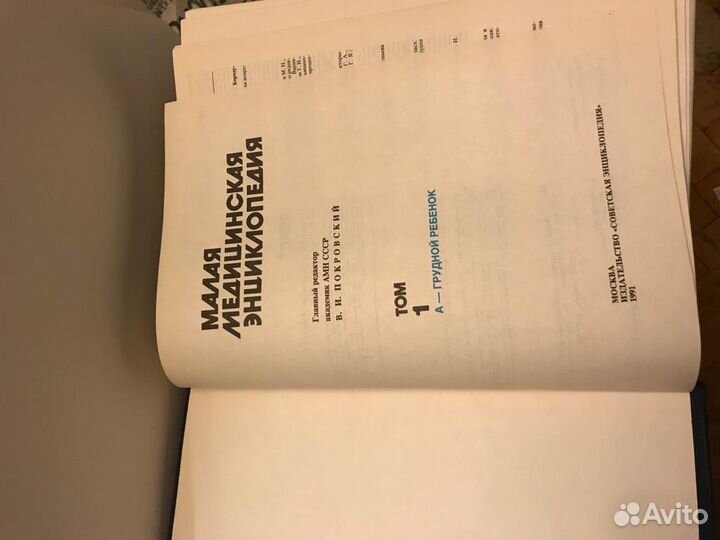 МАЛАЯ
МЕДИЦИНСКАЯ
ЭНЦИКЛОПЕДИЯ
Главный редактор
академик АМН СССР
В. И. ПОКРОВСКИЙ
ТОМ
1
А — ГРУДНОЙ РЕБЕНОК
МОСКВА
ИЗДАТЕЛЬСТВО «СОВЕТСКАЯ ЭНЦИКЛОПЕДИЯ»
1991
Avito